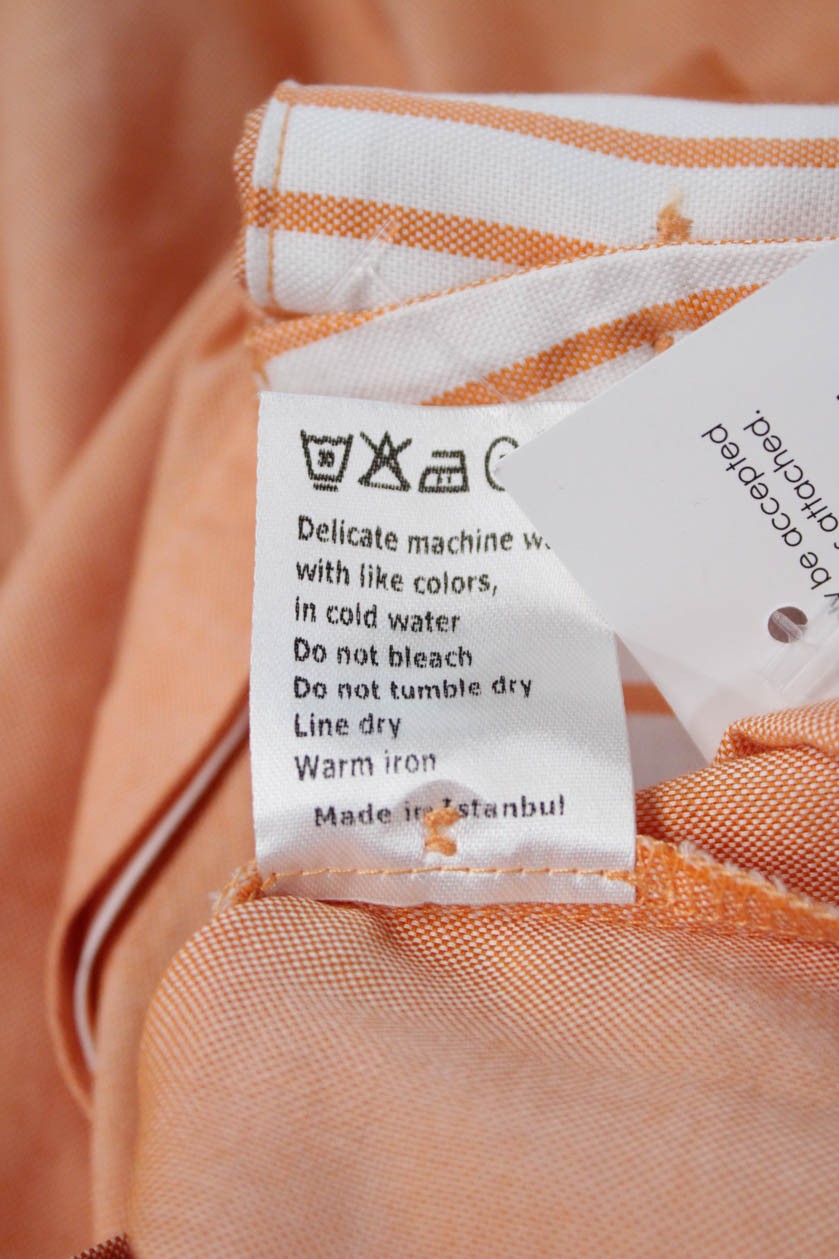 30
Delicate machine
with like colors,
in cold water
Do not bleach
Do not tumble dry
Line dry
Warm iron
Made in Istanbul
be accepted
attached.